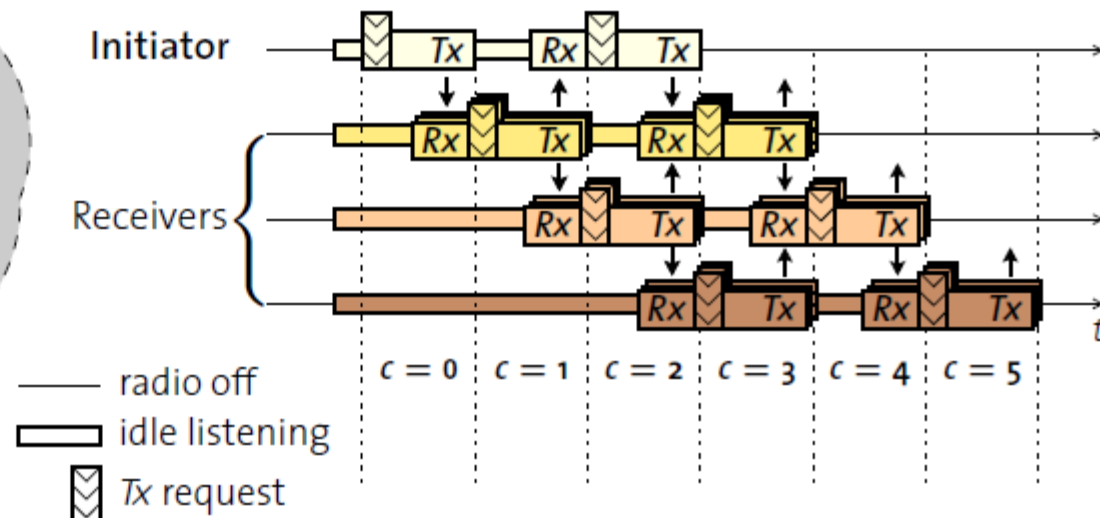 Initiator Tx Rx Tx
Rx Tx Rx Tx
Receivers Rx Tx Rx Tx
Rx Tx Rx Tx
t
c = 0 c = 1 c = 2 c = 3 c = 4 c = 5
radio off
idle listening
Tx request